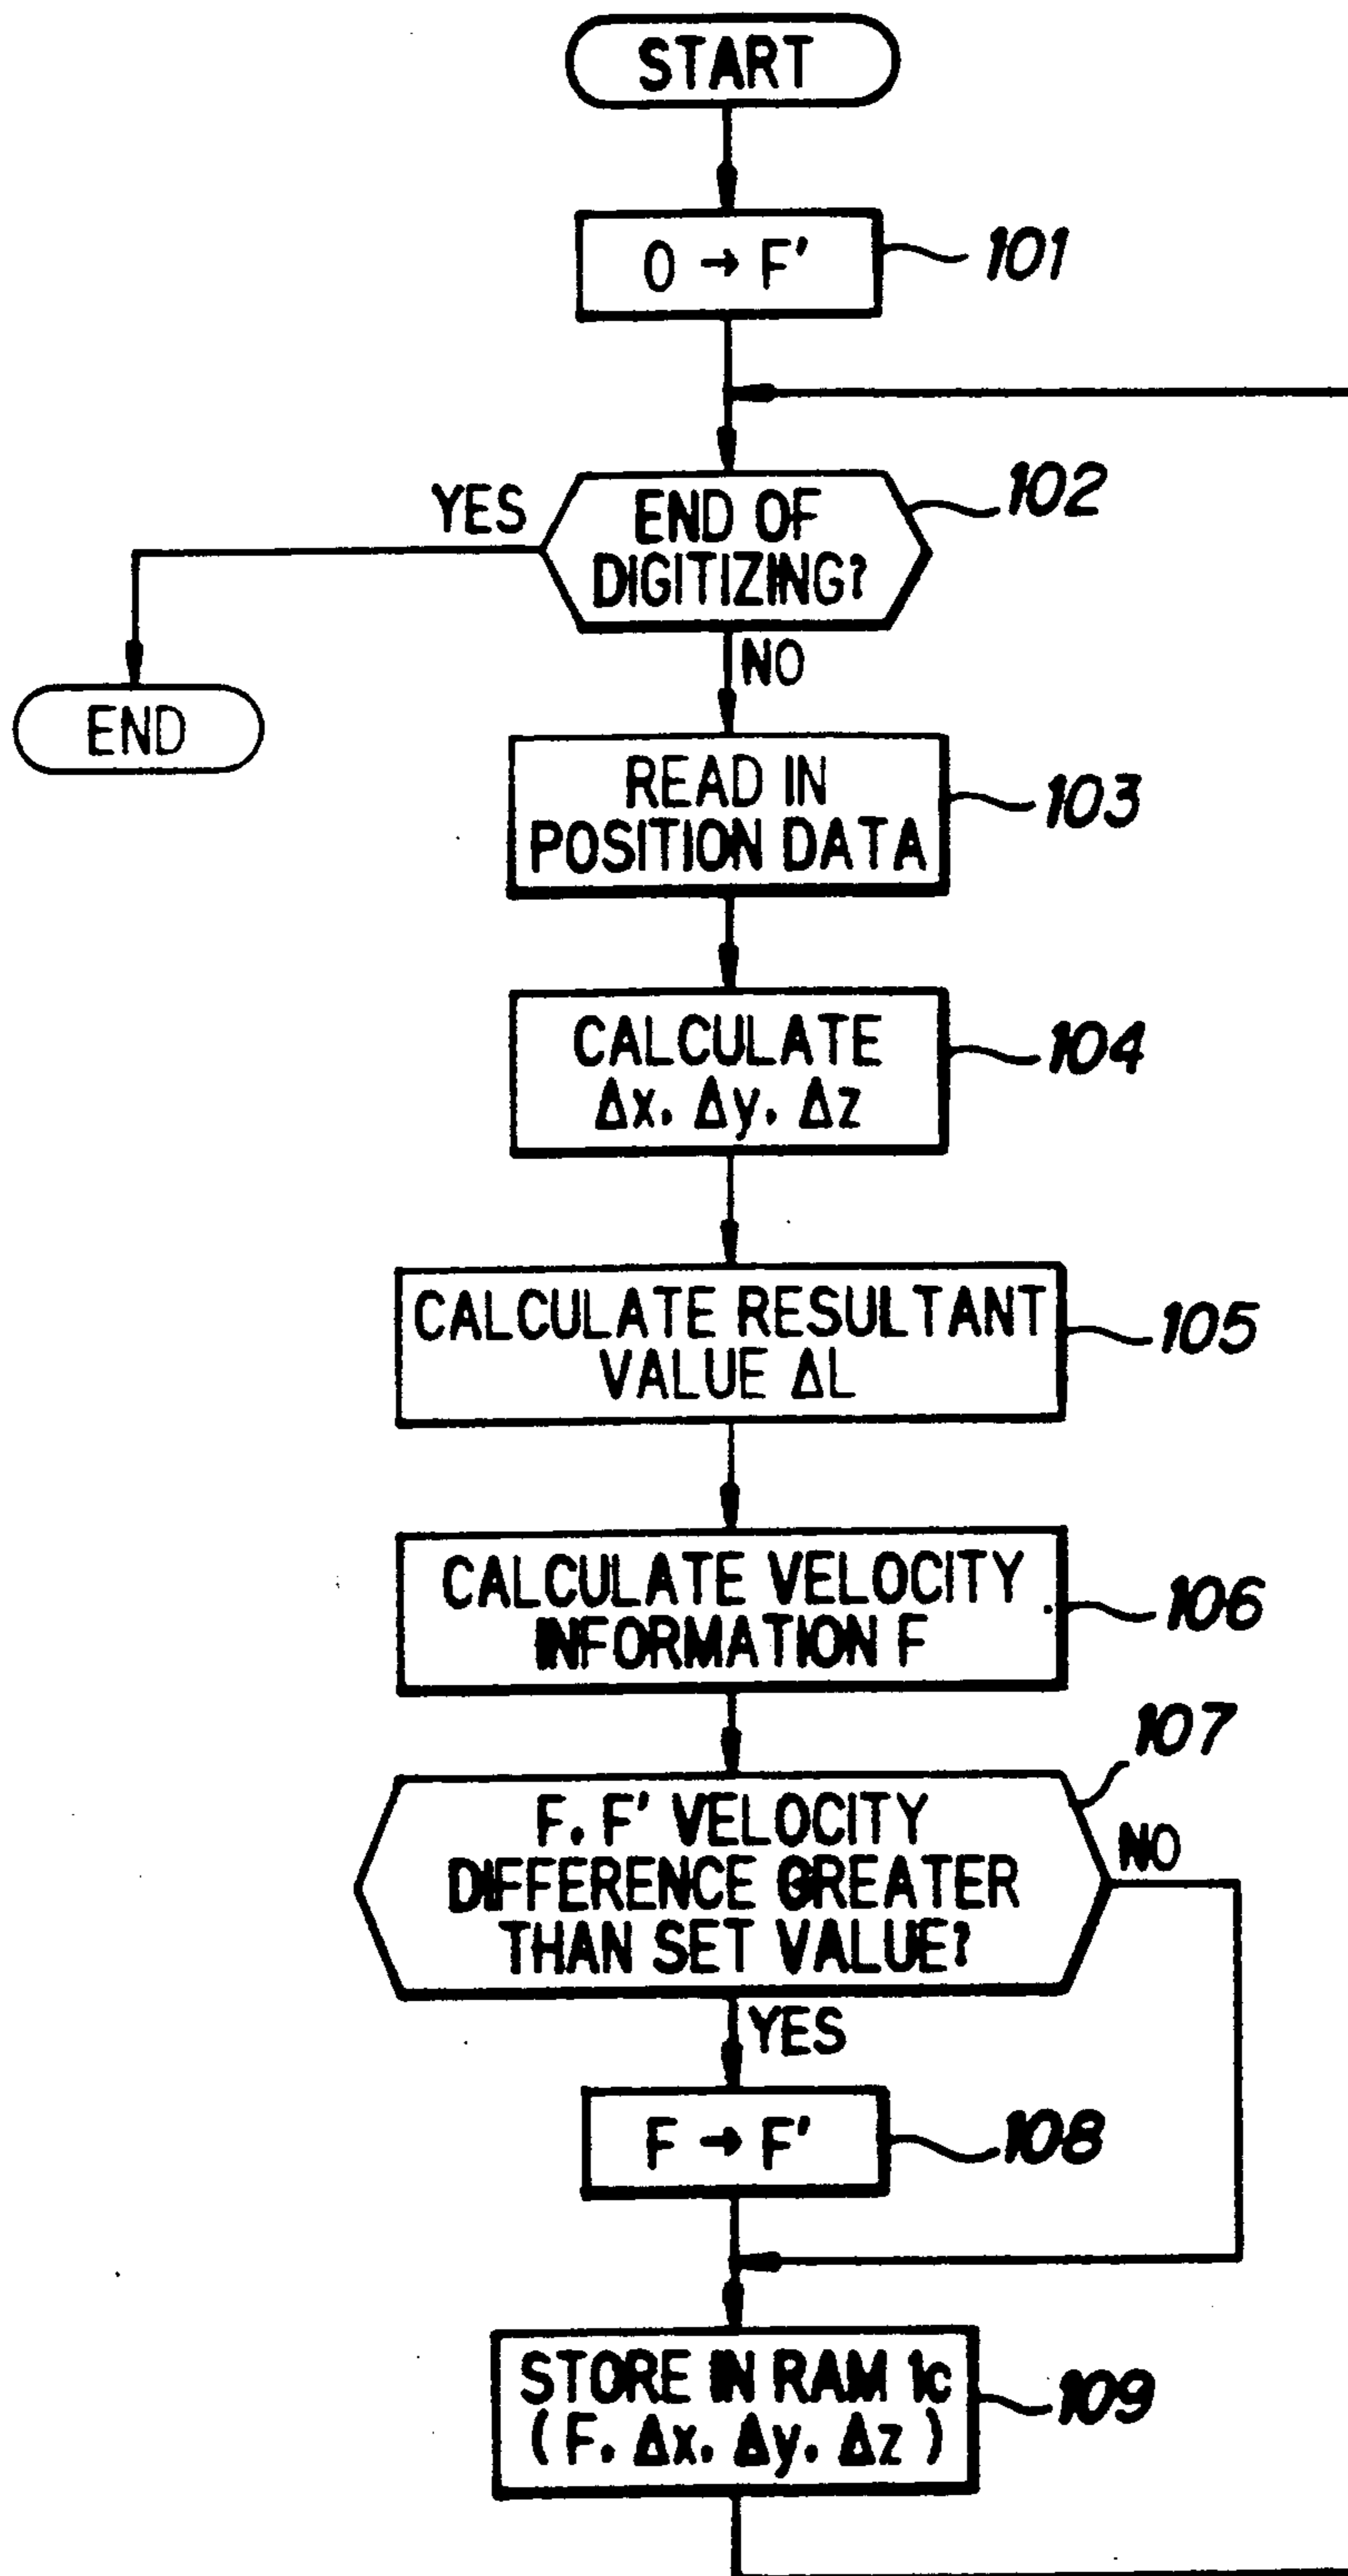 START
0 → F'
101
END OF
DIGITIZING?
102
YES
NO
END
READ IN
POSITION DATA
103
CALCULATE
Δx. Δy. Δz
104
CALCULATE RESULTANT
VALUE ΔL
105
CALCULATE VELOCITY
INFORMATION F
106
107
F. F' VELOCITY
DIFFERENCE GREATER
THAN SET VALUE?
NO
YES
F → F'
108
STORE IN RAM 1c
( F. Δx. Δy. Δz )
109